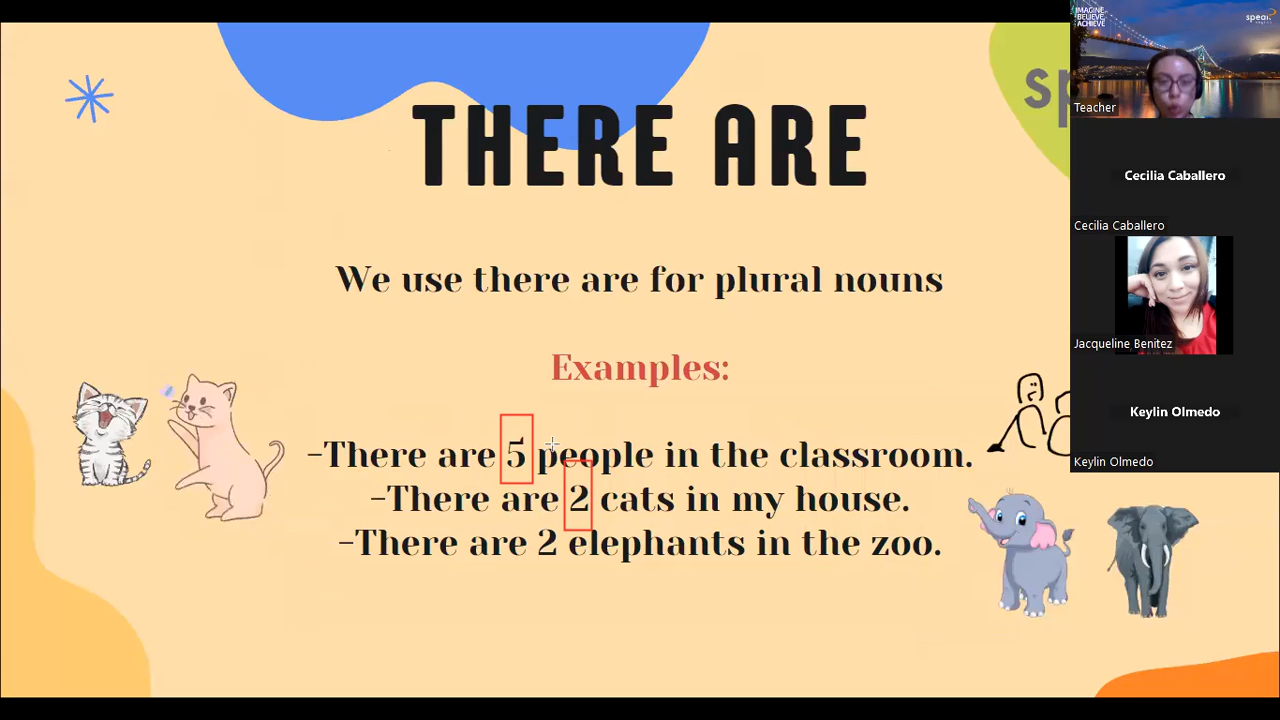 THERE ARE
We use there are for plural nouns
Examples:
-There are 5 people in the classroom.
-There are 2 cats in my house.
-There are 2 elephants in the zoo.
sp
IMAGINE
BELIEVE
ACHIEVE
speak
Teacher
Cecilia Caballero
Cecilia Caballero
Jacqueline Benitez
Keylin Olmedo
Keylin Olmedo